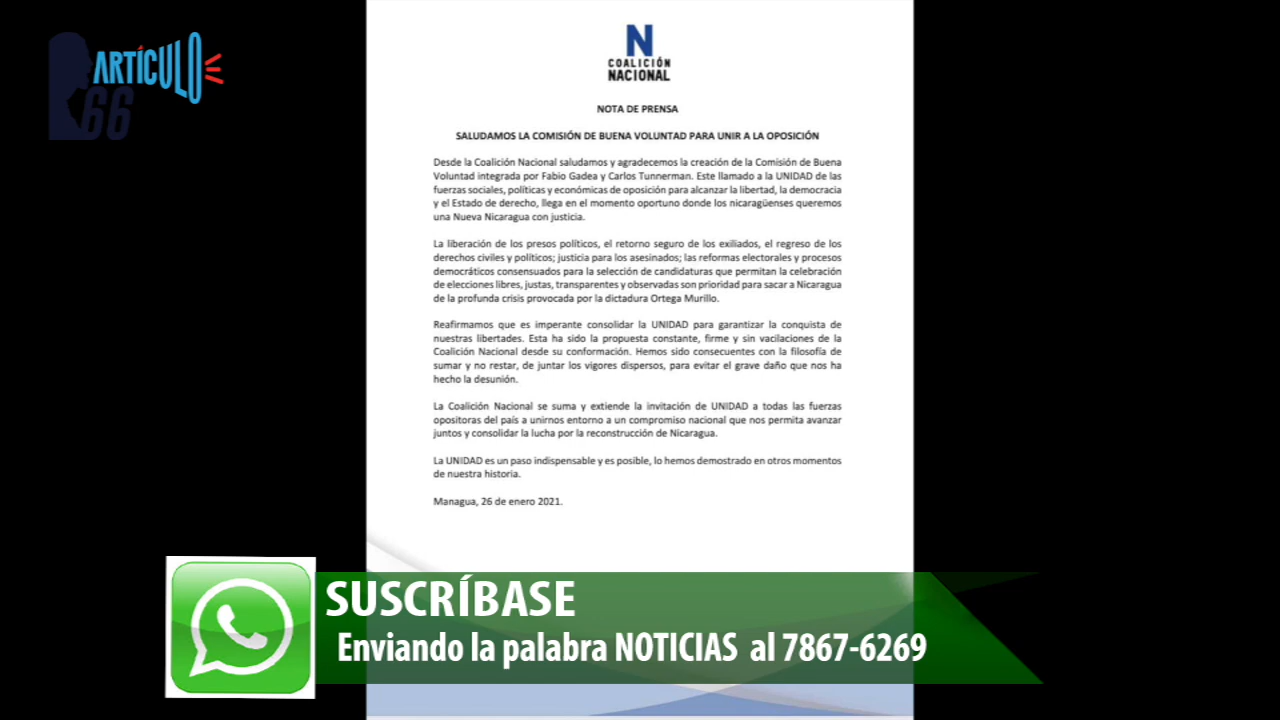 ARTÍCULO
66
N
COALICIÓN
NACIONAL
NOTA DE PRENSA
SALUDAMOS LA COMISIÓN DE BUENA VOLUNTAD PARA UNIR A LA OPOSICIÓN
Desde la Coalición Nacional saludamos y agradecemos la creación de la Comisión de Buena
Voluntad integrada por Fabio Gadea y Carlos Tunnerman. Este llamado a la UNIDAD de las
fuerzas sociales, políticas y económicas de oposición para alcanzar la libertad, la democracia
y el Estado de derecho, llega en el momento oportuno donde los nicaragüenses queremos
una Nueva Nicaragua con justicia.
La liberación de los presos políticos, el retorno seguro de los exiliados, el regreso de los
derechos civiles y políticos; justicia para los asesinados; las reformas electorales y procesos
democráticos consensuados para la selección de candidaturas que permitan la celebración
de elecciones libres, justas, transparentes y observadas son prioridad para sacar a Nicaragua
de la profunda crisis provocada por la dictadura Ortega Murillo.
Reafirmamos que es imperante consolidar la UNIDAD para garantizar la conquista de
nuestras libertades. Esta ha sido la propuesta constante, firme y sin vacilaciones de la
Coalición Nacional desde su conformación. Hemos sido consecuentes con la filosofía de
sumar y no restar, de juntar los vigores dispersos, para evitar el grave daño que nos ha
hecho la desunión.
La Coalición Nacional se suma y extiende la invitación de UNIDAD a todas las fuerzas
opositoras del país a unirnos entorno a un compromiso nacional que nos permita avanzar
juntos y consolidar la lucha por la reconstrucción de Nicaragua.
La UNIDAD es un paso indispensable y es posible, lo hemos demostrado en otros momentos
de nuestra historia.
Managua, 26 de enero 2021.
SUSCRÍBASE
Enviando la palabra NOTICIAS al 7867-6269